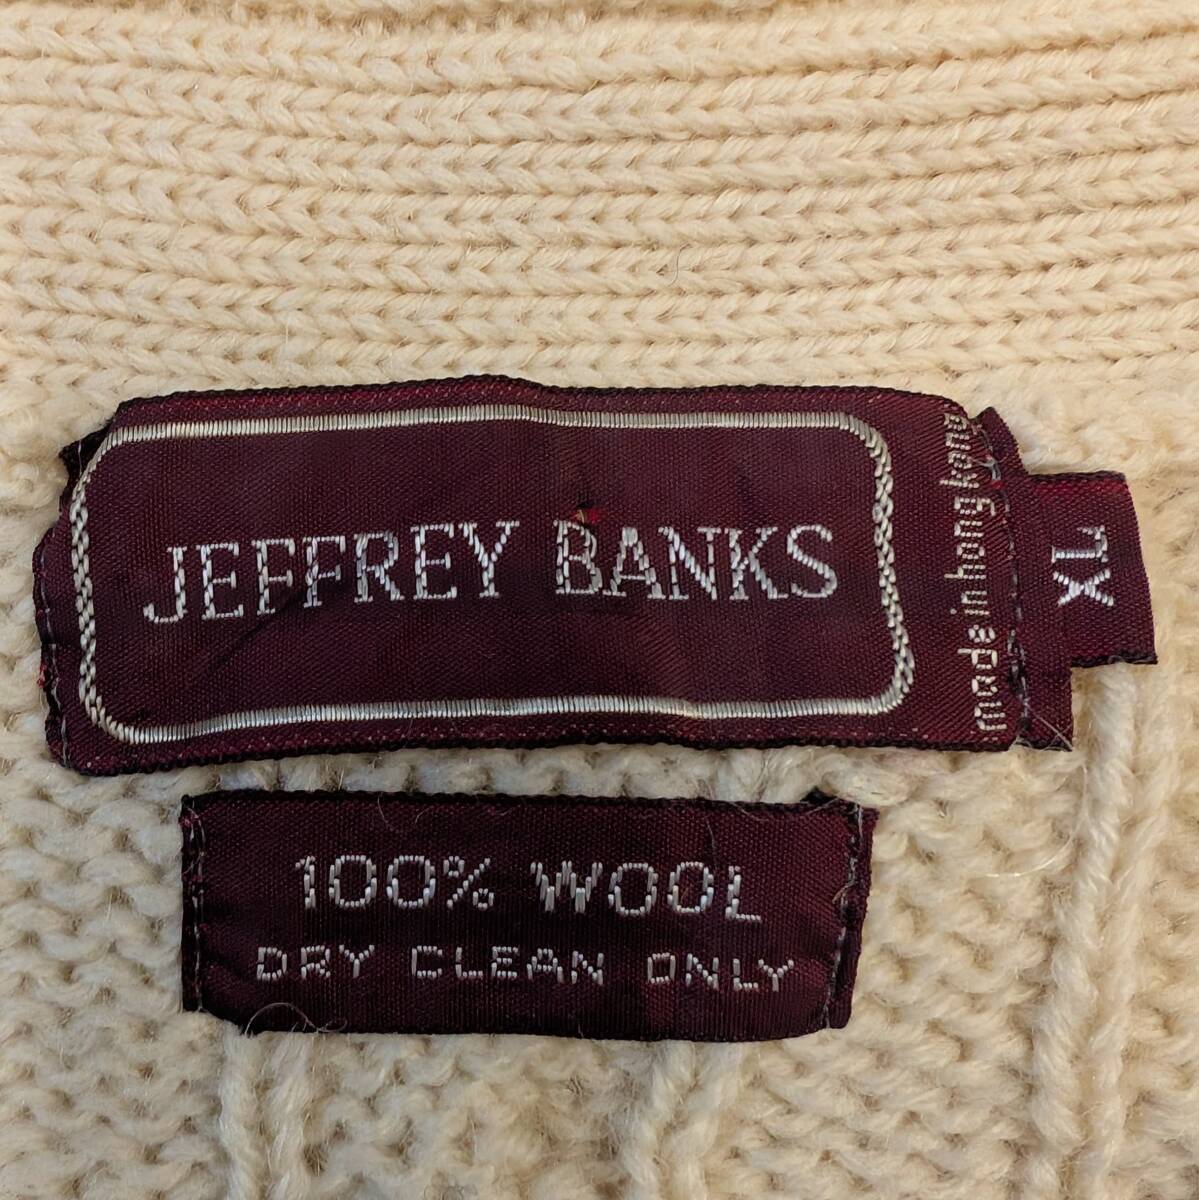 JEFFREY BANKS
made in hong kong
XL
100% WOOL
DRY CLEAN ONLY